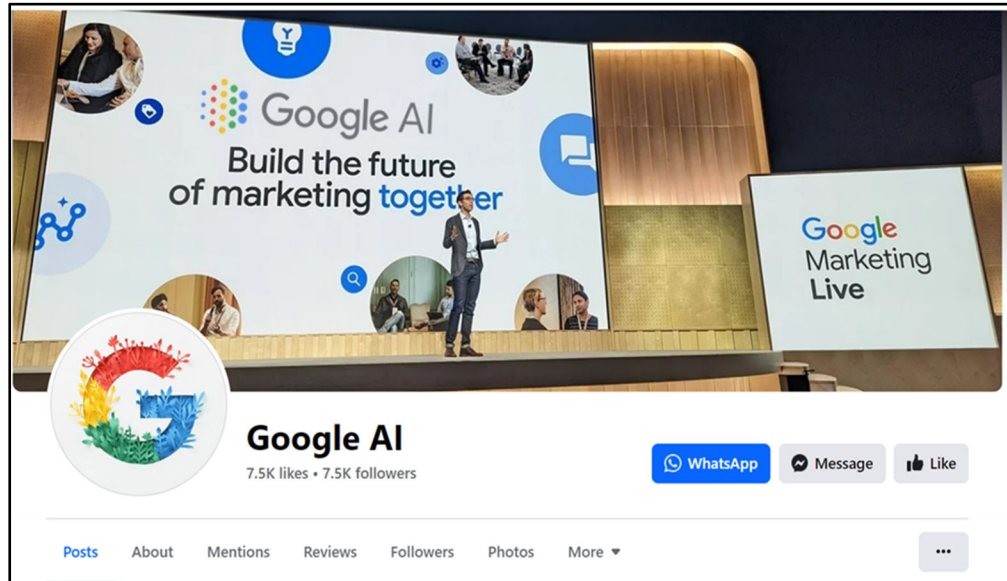 Google AI
Build the future
of marketing together
Google
Marketing
Live
Google AI
7.5K likes • 7.5K followers
WhatsApp
Message
Like
Posts
About
Mentions
Reviews
Followers
Photos
More